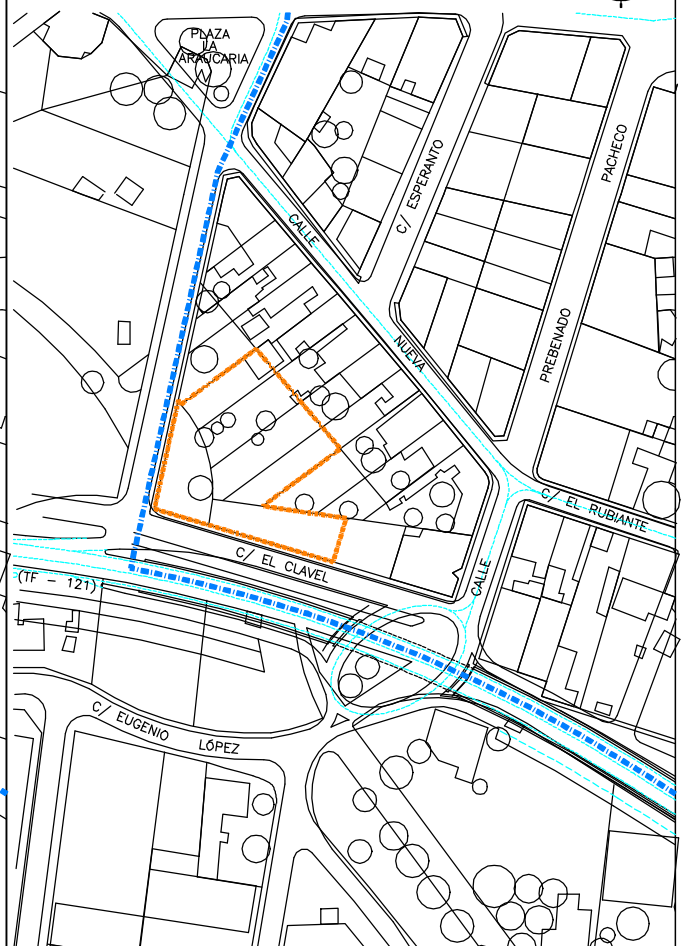 PLAZA
LA
ARAUCARIA
C/ ESPERANTO
PACHECO
PREBENADO
CALLE
NUEVA
C/ EL RUBIANTE
CALLE
C/ EL CLAVEL
(TF - 121)
C/ EUGENIO
LÓPEZ